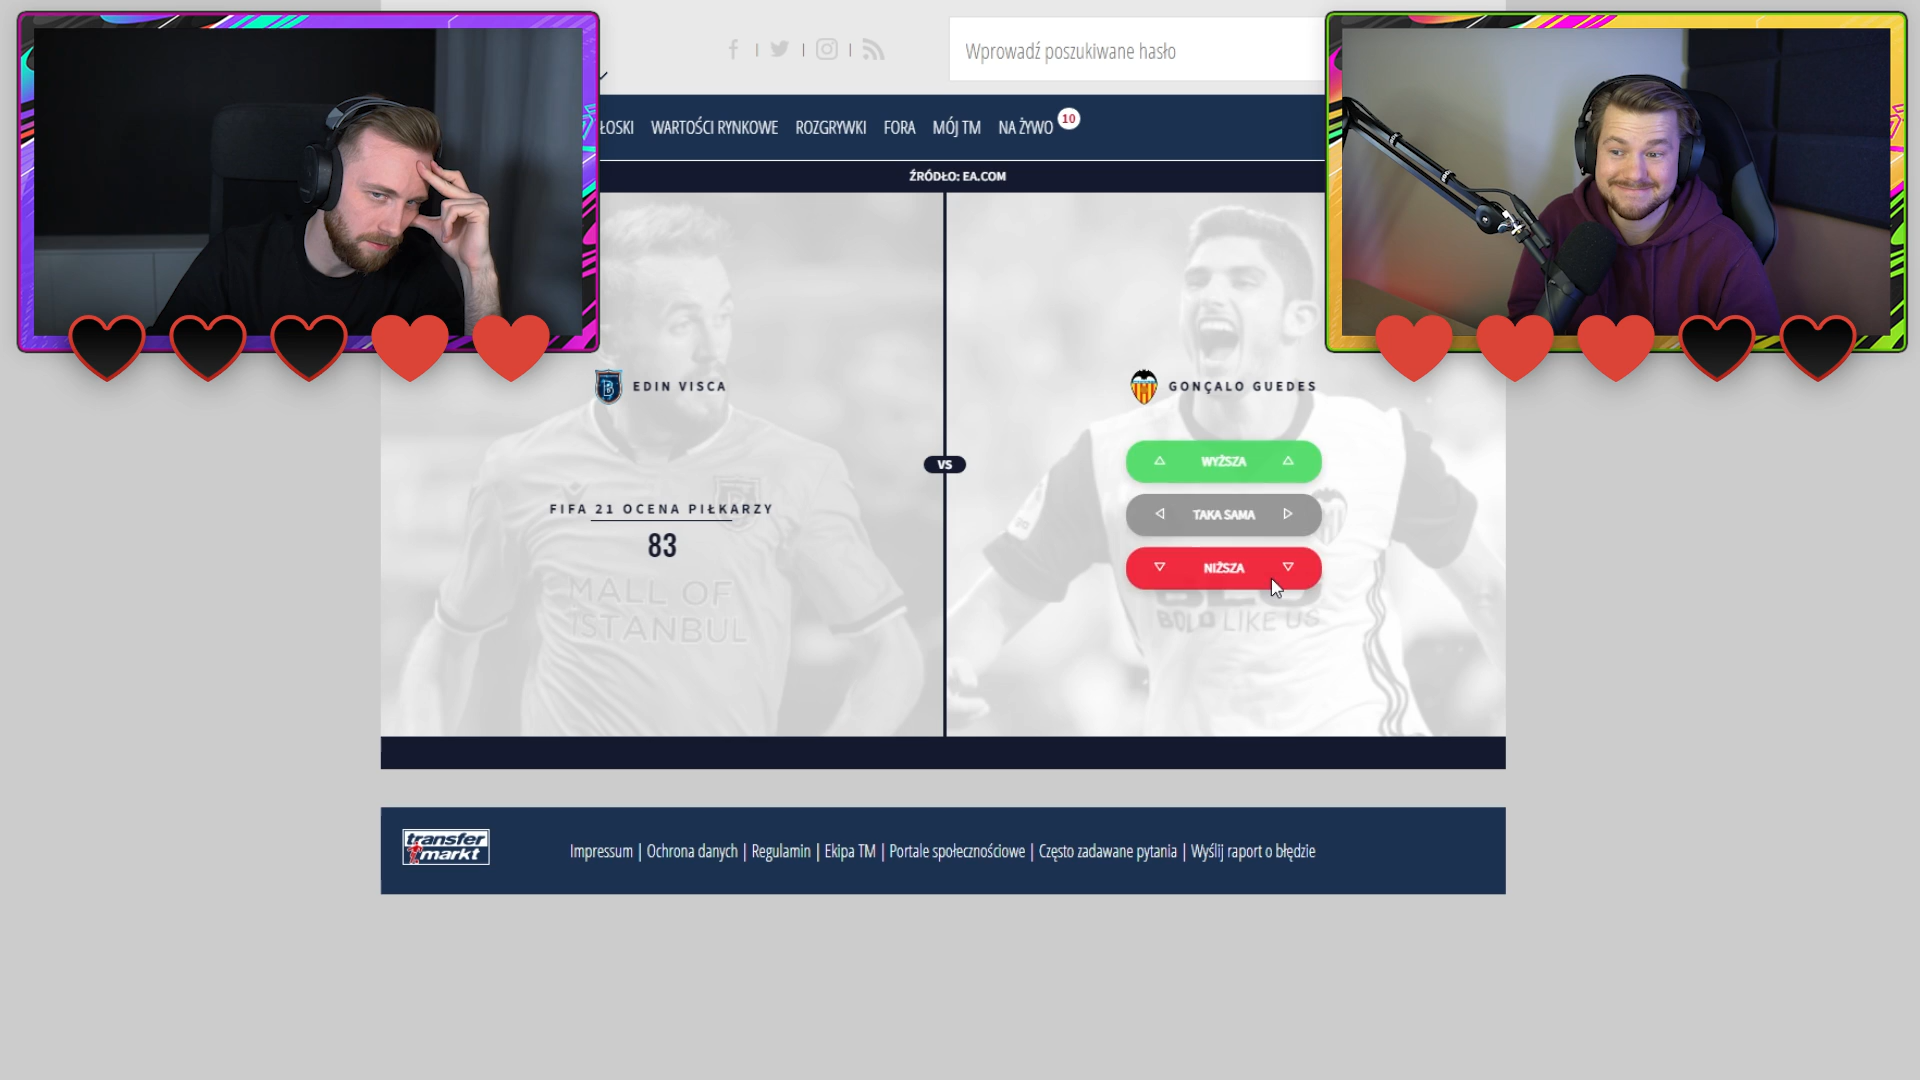 Wprowadź poszukiwane hasło
ŁOSKI WARTOŚCI RYNKOWE ROZGRYWKI FORA MÓJ TM NA ŻYWO 10
ŹRÓDŁO: EA.COM
EDIN VISCA
GONÇALO GUEDES
VS
WYŻSZA
TAKA SAMA
NIŻSZA
FIFA 21 OCENA PIŁKARZY
83
MALL OF
ISTANBUL
BOLD LIKE US
transfer
markt
Impressum | Ochrona danych | Regulamin | Ekipa TM | Portale społecznościowe | Często zadawane pytania | Wyślij raport o błędzie